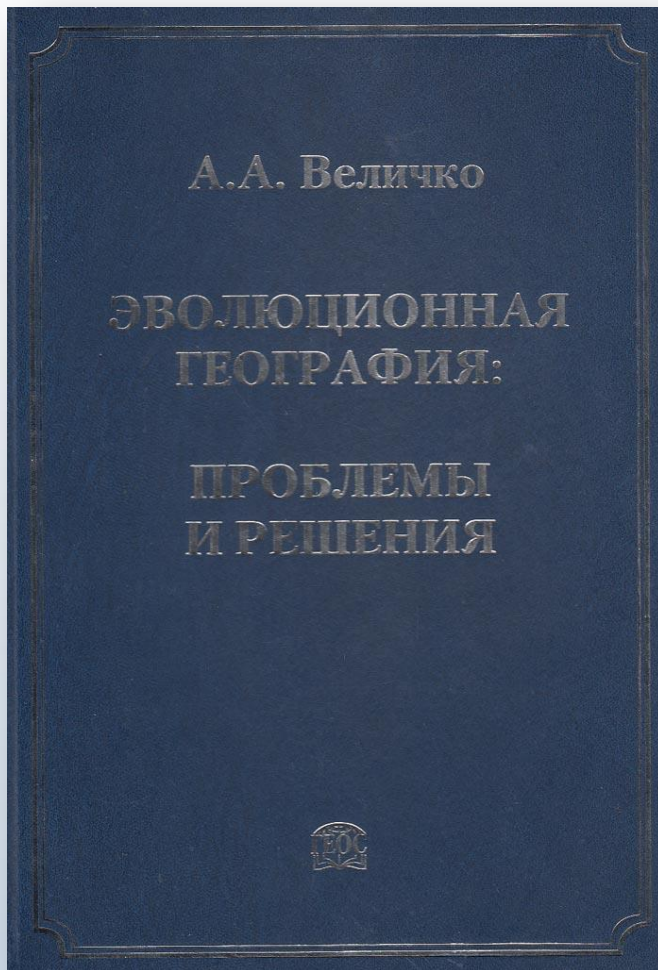 А.А. Величко
ЭВОЛЮЦИОННАЯ
ГЕОГРАФИЯ:
ПРОБЛЕМЫ
И РЕШЕНИЯ
ГЕОС